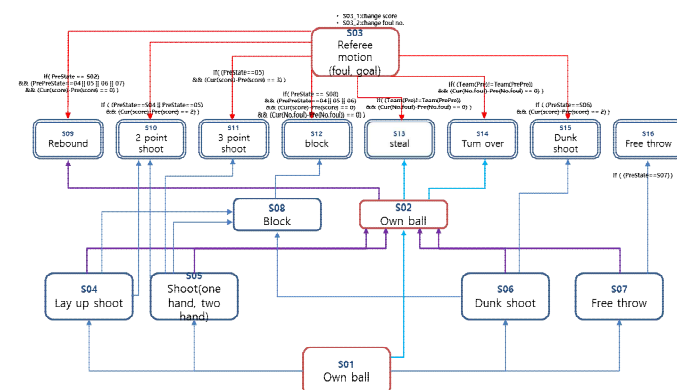 • S03_1:change score
• S03_2:change foul no.
S03
Referee
motion
(foul, goal)
If( PreState == S02)
&& (PrePreState==04|| 05 || 06 || 07)
&& (Cur(score)-Pre(score) == 0) }
If ( (PreState==S04 || PreState==05)
&& (Cur(score)-Pre(score) == 2) }
If( (PreState==05)
&& (Cur(score)-Pre(score) == 3) }
If( (PreState == S08)
&& (PrePreState==04|| 05 || 06)
&& (Cur(score)-Pre(score) == 0)
&& (Cur(No.foul)-Pre(No.foul) == 0) }
If( (Team(Pre)!=Team(PrePre))
&& (Cur(No.foul)-Pre(No.foul) == 0) }
If( (Team(Pre)!=Team(PrePre))
&& (Cur(No.foul)-Pre(No.foul) == 0) }
If ( (PreState==S06)
&& (Cur(score)-Pre(score) == 2) }
S09
Rebound
S10
2 point
shoot
S11
3 point
shoot
S12
block
S13
steal
S14
Turn over
S15
Dunk
shoot
S16
Free throw
If ( (PreState==S07) }
S08
Block
S02
Own ball
S04
Lay up shoot
S05
Shoot(one
hand, two
hand)
S06
Dunk shoot
S07
Free throw
S01
Own ball